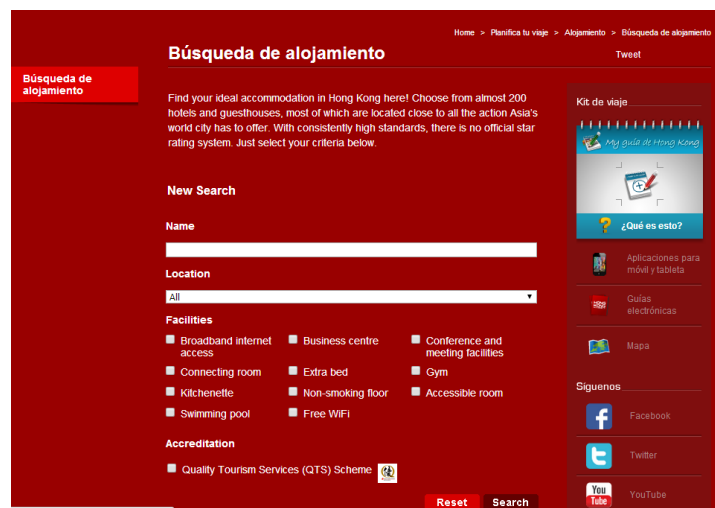 Home > Planifica tu viaje > Alojamiento > Búsqueda de alojamiento
Búsqueda de alojamiento
Tweet
Búsqueda de
alojamiento
Find your ideal accommodation in Hong Kong here! Choose from almost 200
hotels and guesthouses, most of which are located close to all the action Asia's
world city has to offer. With consistently high standards, there is no official star
rating system. Just select your criteria below.
New Search
Name
Location
All
Facilities
Broadband internet
access
Business centre
Conference and
meeting facilities
Connecting room
Extra bed
Gym
Kitchenette
Non-smoking floor
Accessible room
Swimming pool
Free WiFi
Accreditation
Quality Tourism Services (QTS) Scheme
Reset
Search
Kit de viaje
My guía de Hong Kong
¿Qué es esto?
Aplicaciones para
móvil y tableta
Guías
electrónicas
Mapa
Síguenos
Facebook
Twitter
You
Tube
YouTube